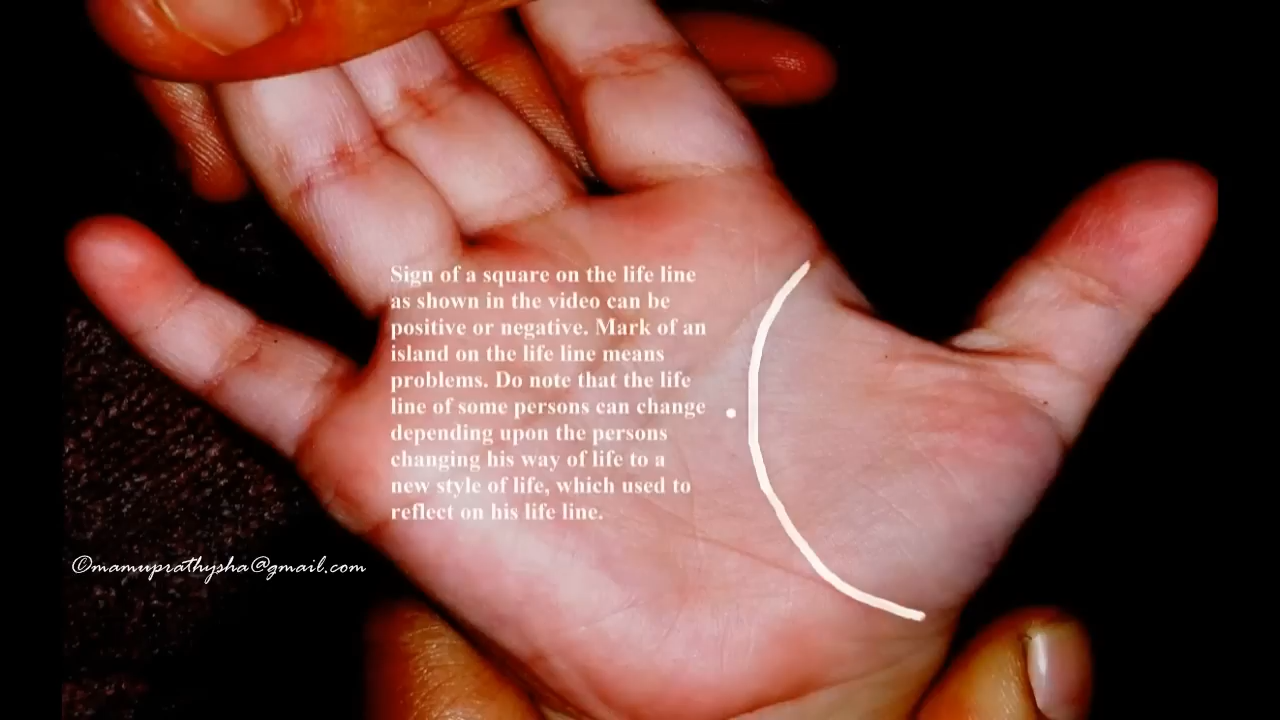 Sign of a square on the life line
as shown in the video can be
positive or negative. Mark of an
island on the life line means
problems. Do note that the life
line of some persons can change
depending upon the persons
changing his way of life to a
new style of life, which used to
reflect on his life line.
©mamuprathysha@gmail.com